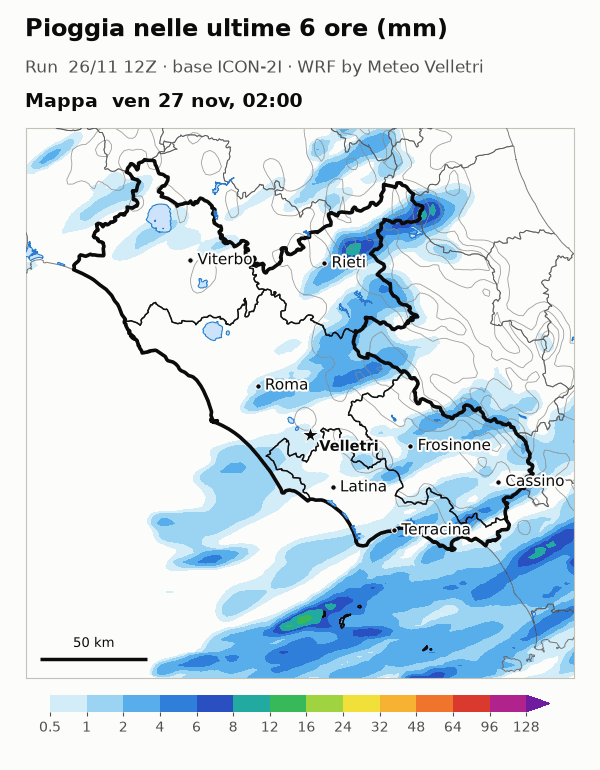 Pioggia nelle ultime 6 ore (mm)
Run  26/11 12Z · base ICON-2I · WRF by Meteo Velletri
Mappa  ven 27 nov, 02:00
Viterbo
Rieti
Roma
Velletri
Frosinone
Latina
Cassino
Terracina
50 km
0.5 1 2 4 6 8 12 16 24 32 48 64 96 128